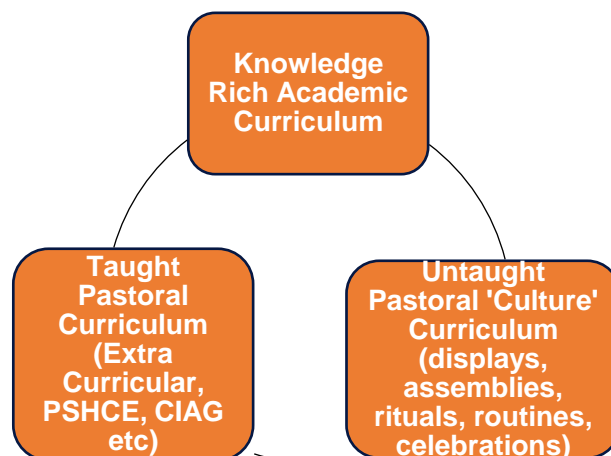 Knowledge
Rich Academic
Curriculum
Taught
Pastoral
Curriculum
(Extra
Curricular,
PSHCE, CIAG
etc)
Untaught
Pastoral 'Culture'
Curriculum
(displays,
assemblies,
rituals, routines,
celebrations)